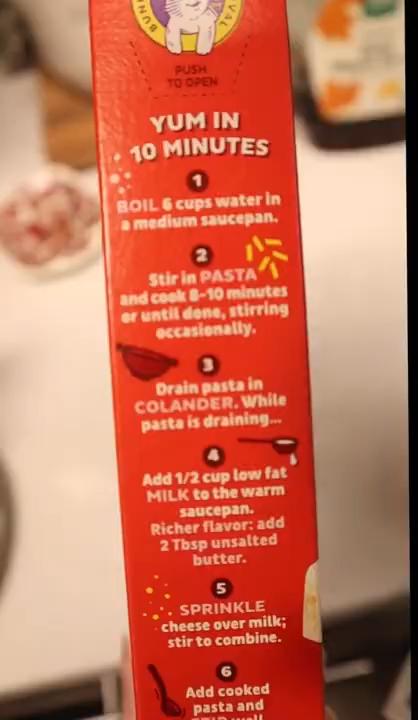 PUSH
TO OPEN
YUM IN
10 MINUTES
1
BOIL 6 cups water in
a medium saucepan.
2
Stir in PASTA
and cook 8-10 minutes
or until done, stirring
occasionally.
3
Drain pasta in
COLANDER. While
pasta is draining...
4
Add 1/2 cup low fat
MILK to the warm
saucepan.
Richer flavor: add
2 Tbsp unsalted
butter.
5
SPRINKLE
cheese over milk;
stir to combine.
6
Add cooked
pasta and